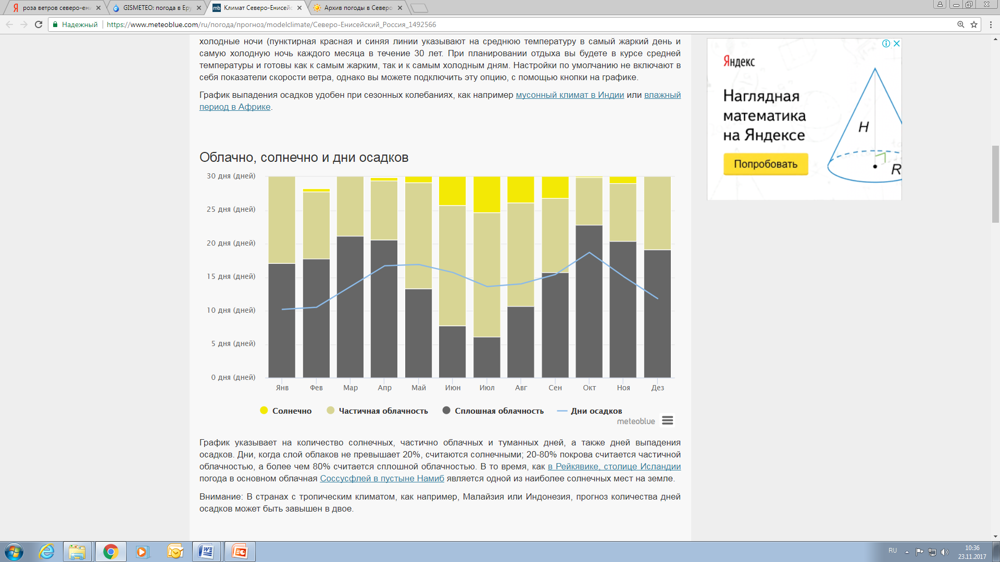 роза ветров северо-ени
GISMETEO: погода в Еру
Климат Северо-Енисейс
Архив погоды в Северо
Надежный
https://www.meteoblue.com/ru/погода/прогноз/modelclimate/Северо-Енисейский_Россия_1492566
холодные ночи (пунктирная красная и синяя линии указывают на среднюю температуру в самый жаркий день и
самую холодную ночь каждого месяца в течение 30 лет. При планировании отдыха вы будете в курсе средней
температуры и готовы как к самым жарким, так и к самым холодным дням. Настройки по умолчанию не включают в
себя показатели скорости ветра, однако вы можете подключить эту опцию, с помощью кнопки на графике.
График выпадения осадков удобен при сезонных колебаниях, как например мусонный климат в Индии или влажный
период в Африке.
Облачно, солнечно и дни осадков
30 дня (дней)
25 дня (дней)
20 дня (дней)
15 дня (дней)
10 дня (дней)
5 дня (дней)
0 дня (дней)
Янв Фев Мар Апр Май Июн Июл Авг Сен Окт Ноя Дез
Солнечно Частичная облачность Сплошная облачность Дни осадков
meteoblue
График указывает на количество солнечных, частично облачных и туманных дней, а также дней выпадения
осадков. Дни, когда слой облаков не превышает 20%, считаются солнечными; 20-80% покрова считается частичной
облачностью, а более чем 80% считается сплошной облачностью. В то время, как в Рейкявике, столице Исландии
погода в основном облачная Соссусфлей в пустыне Намиб является одной из наиболее солнечных мест на земле.
Внимание: В странах с тропическим климатом, как например, Малайзия или Индонезия, прогноз количества дней
осадков может быть завышен в двое.
Яндекс
Наглядная
математика
на Яндексе
Попробовать
H
R
RU
10:36
23.11.2017